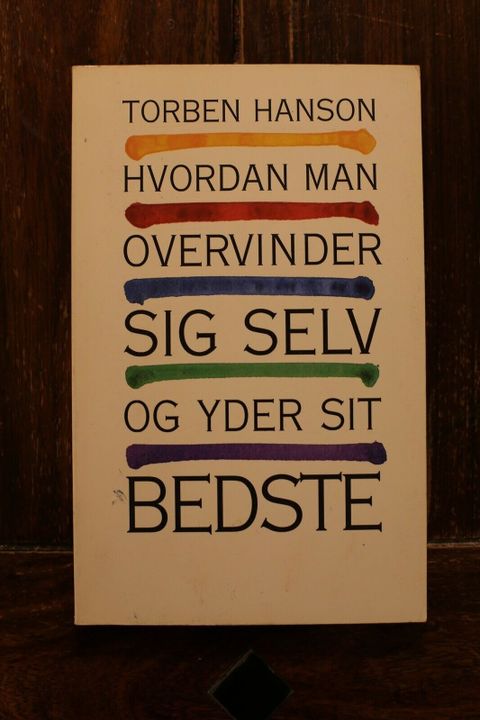 TORBEN HANSON
HVORDAN MAN
OVERVINDER
SIG SELV
OG YDER SIT
BEDSTE